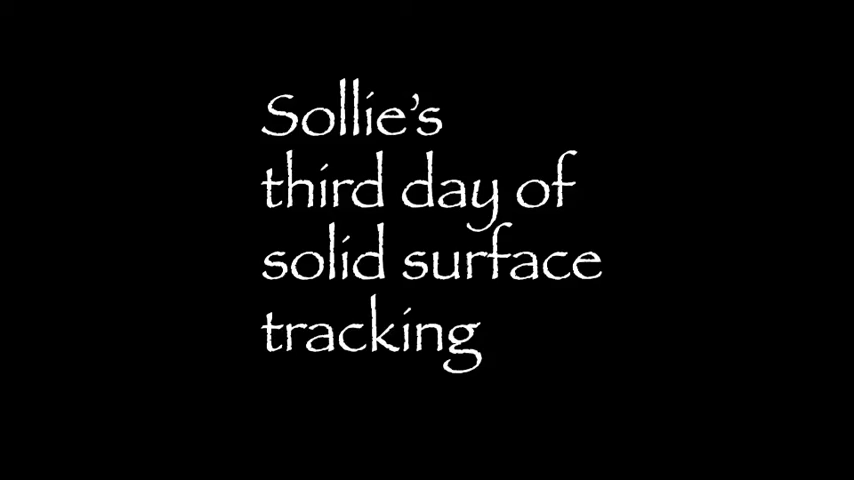 Sollie’s
third day of
solid surface
tracking